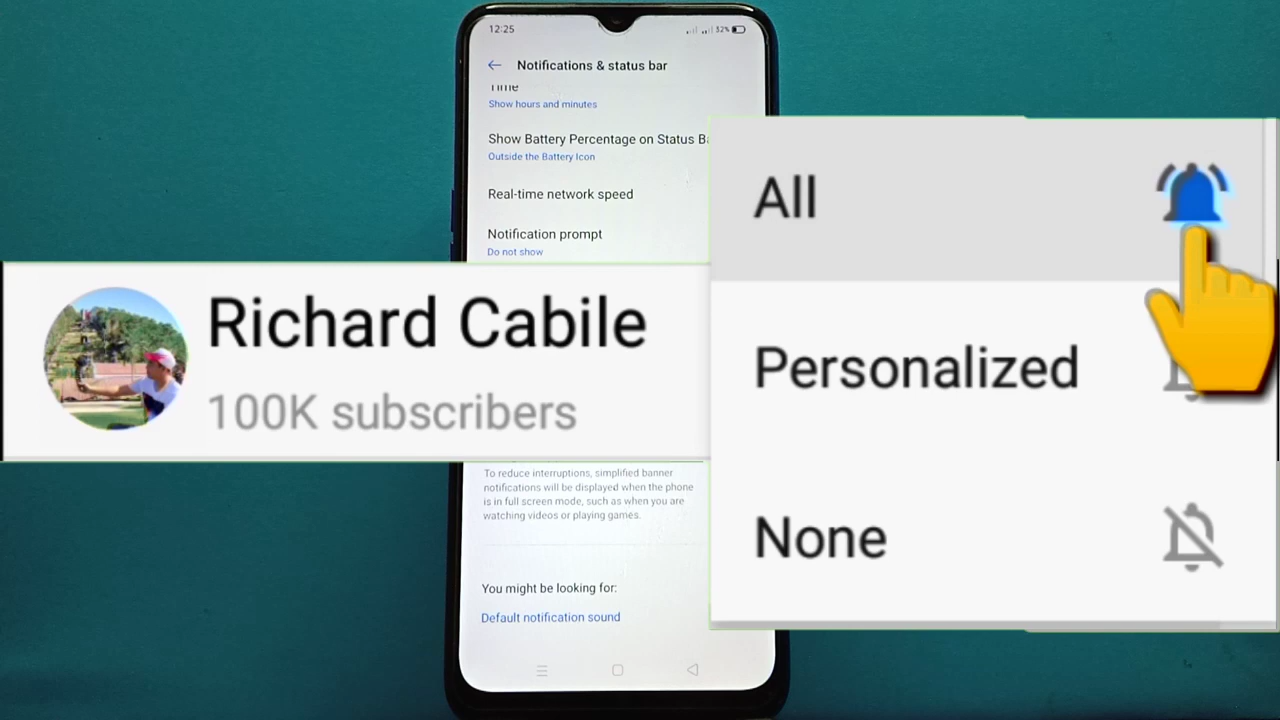 12:25
32%
Notifications & status bar
Time
Show hours and minutes
Show Battery Percentage on Status Ba
Outside the Battery Icon
Real-time network speed
Notification prompt
Do not show
All
Richard Cabile
Personalized
100K subscribers
To reduce interruptions, simplified banner
notifications will be displayed when the phone
is in full screen mode, such as when you are
watching videos or playing games.
None
You might be looking for:
Default notification sound